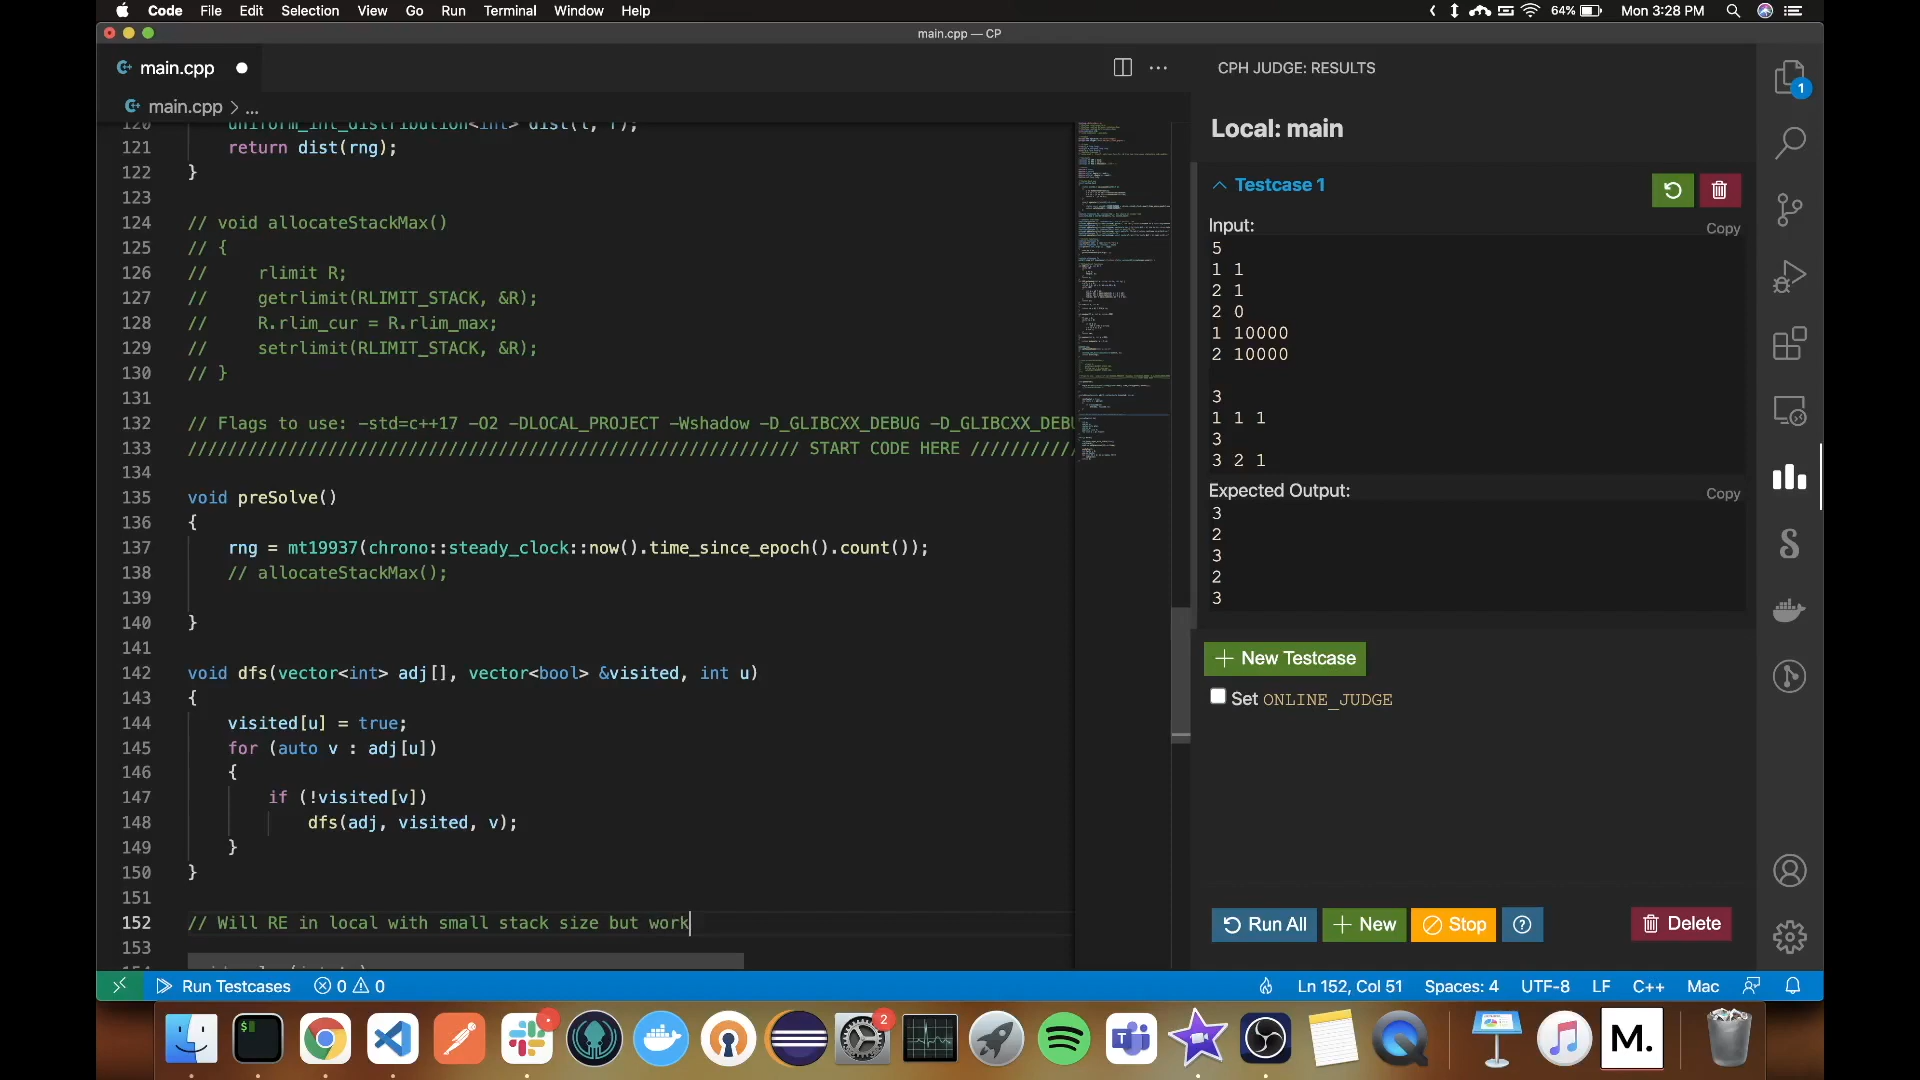 Code File Edit Selection View Go Run Terminal Window Help 64% Mon 3:28 PM
main.cpp — CP
main.cpp
main.cpp > ...
120 uniform_int_distribution<int> dist(l, r);
121 return dist(rng);
122 }
123
124 // void allocateStackMax()
125 // {
126 // rlimit R;
127 // getrlimit(RLIMIT_STACK, &R);
128 // R.rlim_cur = R.rlim_max;
129 // setrlimit(RLIMIT_STACK, &R);
130 // }
131
132 // Flags to use: -std=c++17 -O2 -DLOCAL_PROJECT -Wshadow -D_GLIBCXX_DEBUG -D_GLIBCXX_DEBU
133 ///////////////////////////////////////////////////////////// START CODE HERE ///////////
134
135 void preSolve()
136 {
137 rng = mt19937(chrono::steady_clock::now().time_since_epoch().count());
138 // allocateStackMax();
139
140 }
141
142 void dfs(vector<int> adj[], vector<bool> &visited, int u)
143 {
144 visited[u] = true;
145 for (auto v : adj[u])
146 {
147 if (!visited[v])
148 dfs(adj, visited, v);
149 }
150 }
151
152 // Will RE in local with small stack size but work
153
CPH JUDGE: RESULTS
Local: main
Testcase 1
Input:
Copy
5
1 1
2 1
2 0
1 10000
2 10000
3
1 1 1
3
3 2 1
Expected Output:
Copy
3
2
3
2
3
+ New Testcase
Set ONLINE_JUDGE
Run All + New Stop ? Delete
1
Run Testcases 0 0 Ln 152, Col 51 Spaces: 4 UTF-8 LF C++ Mac
$
2
M.